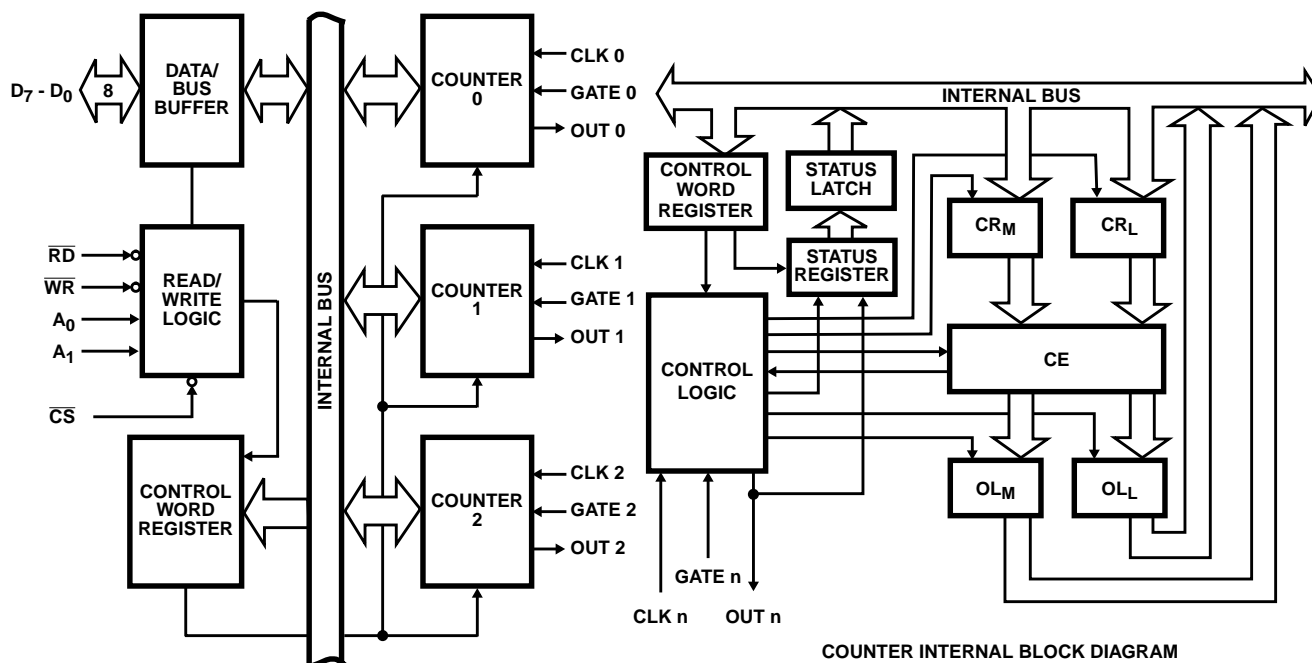 D7 - D0
8
DATA/
BUS
BUFFER
INTERNAL BUS
COUNTER
0
CLK 0
GATE 0
OUT 0
RD
WR
A0
A1
CS
READ/
WRITE
LOGIC
COUNTER
1
CLK 1
GATE 1
OUT 1
CONTROL
WORD
REGISTER
COUNTER
2
CLK 2
GATE 2
OUT 2
INTERNAL BUS
CONTROL
WORD
REGISTER
STATUS
LATCH
STATUS
REGISTER
CRM
CRL
CONTROL
LOGIC
CE
OLM
OLL
GATE n
CLK n
OUT n
COUNTER INTERNAL BLOCK DIAGRAM